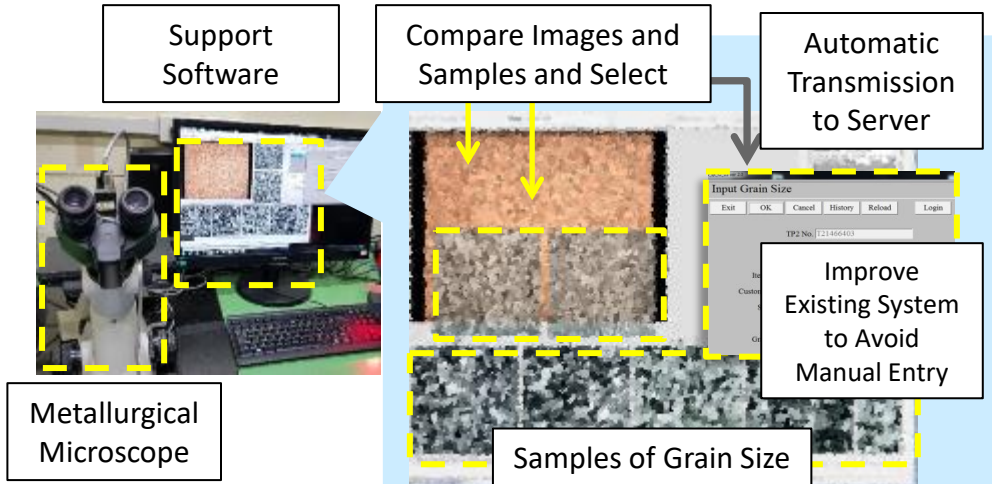 Support
Software
Compare Images and
Samples and Select
Automatic
Transmission
to Server
Input Grain Size
Exit OK Cancel History Reload Login
TP2 No. T21466403
Improve
Existing System
to Avoid
Manual Entry
Metallurgical
Microscope
Samples of Grain Size